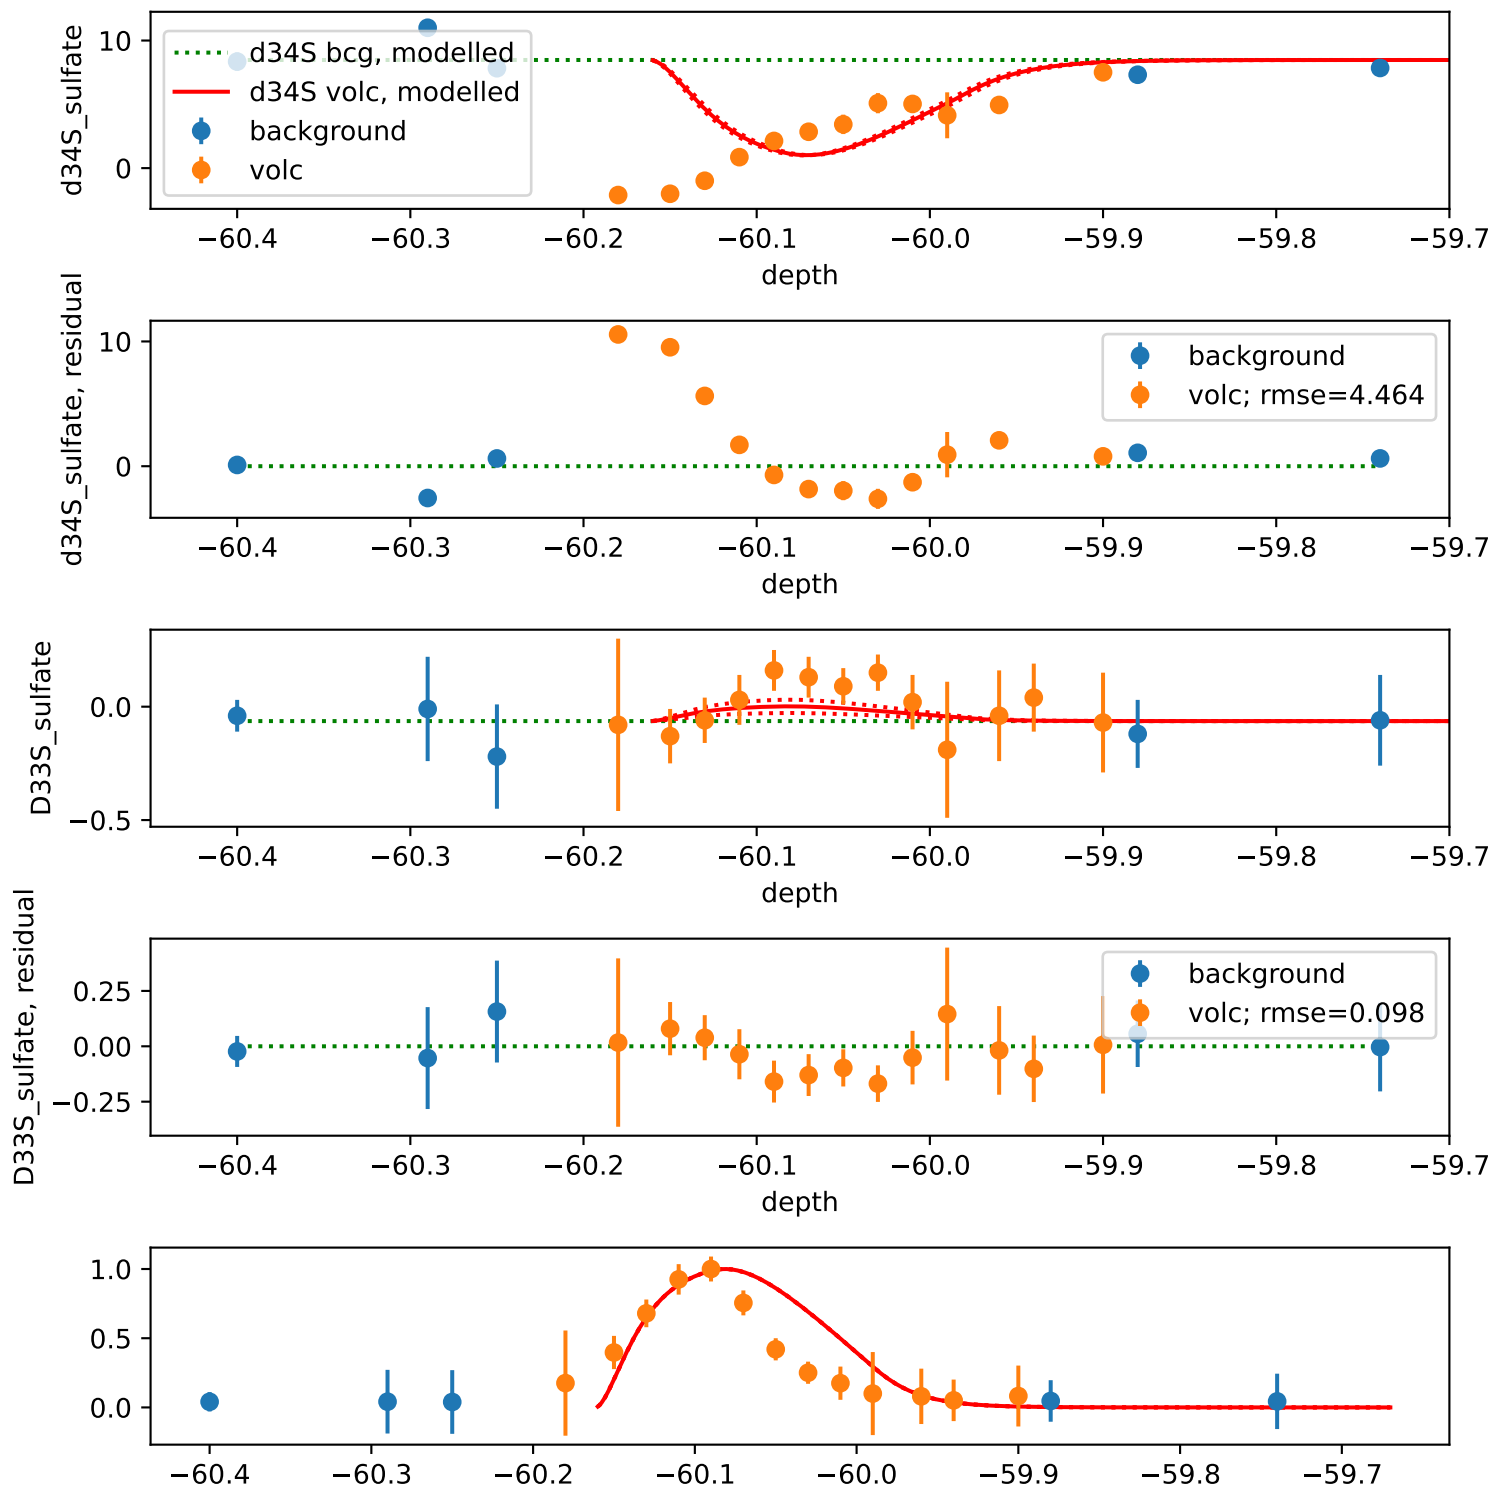 d34S_sulfate
10
0
d34S bcg, modelled
d34S volc, modelled
background
volc
−60.4 −60.3 −60.2 −60.1 −60.0 −59.9 −59.8 −59.7
depth
d34S_sulfate, residual
10
0
background
volc; rmse=4.464
−60.4 −60.3 −60.2 −60.1 −60.0 −59.9 −59.8 −59.7
depth
D33S_sulfate
0.0
−0.5
−60.4 −60.3 −60.2 −60.1 −60.0 −59.9 −59.8 −59.7
depth
D33S_sulfate, residual
0.25
0.00
−0.25
background
volc; rmse=0.098
−60.4 −60.3 −60.2 −60.1 −60.0 −59.9 −59.8 −59.7
depth
1.0
0.5
0.0
−60.4 −60.3 −60.2 −60.1 −60.0 −59.9 −59.8 −59.7